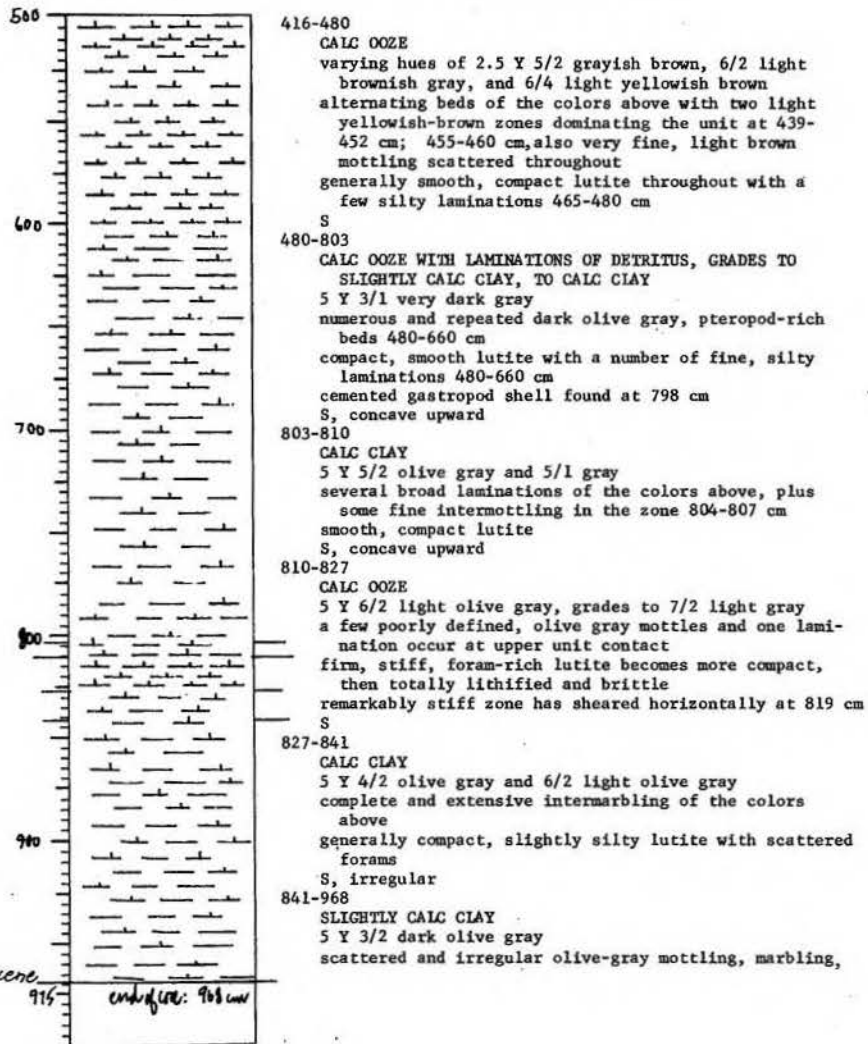 500
600
700
800
900
975
end of core: 968 cm
416-480
CALC OOZE
varying hues of 2.5 Y 5/2 grayish brown, 6/2 light
brownish gray, and 6/4 light yellowish brown
alternating beds of the colors above with two light
yellowish-brown zones dominating the unit at 439-
452 cm; 455-460 cm,also very fine, light brown
mottling scattered throughout
generally smooth, compact lutite throughout with a
few silty laminations 465-480 cm
S
480-803
CALC OOZE WITH LAMINATIONS OF DETRITUS, GRADES TO
SLIGHTLY CALC CLAY, TO CALC CLAY
5 Y 3/1 very dark gray
numerous and repeated dark olive gray, pteropod-rich
beds 480-660 cm
compact, smooth lutite with a number of fine, silty
laminations 480-660 cm
cemented gastropod shell found at 798 cm
S, concave upward
803-810
CALC CLAY
5 Y 5/2 olive gray and 5/1 gray
several broad laminations of the colors above, plus
some fine intermottling in the zone 804-807 cm
smooth, compact lutite
S, concave upward
810-827
CALC OOZE
5 Y 6/2 light olive gray, grades to 7/2 light gray
a few poorly defined, olive gray mottles and one lami-
nation occur at upper unit contact
firm, stiff, foram-rich lutite becomes more compact,
then totally lithified and brittle
remarkably stiff zone has sheared horizontally at 819 cm
S
827-841
CALC CLAY
5 Y 4/2 olive gray and 6/2 light olive gray
complete and extensive intermarbling of the colors
above
generally compact, slightly silty lutite with scattered
forams
S, irregular
841-968
SLIGHTLY CALC CLAY
5 Y 3/2 dark olive gray
scattered and irregular olive-gray mottling, marbling,